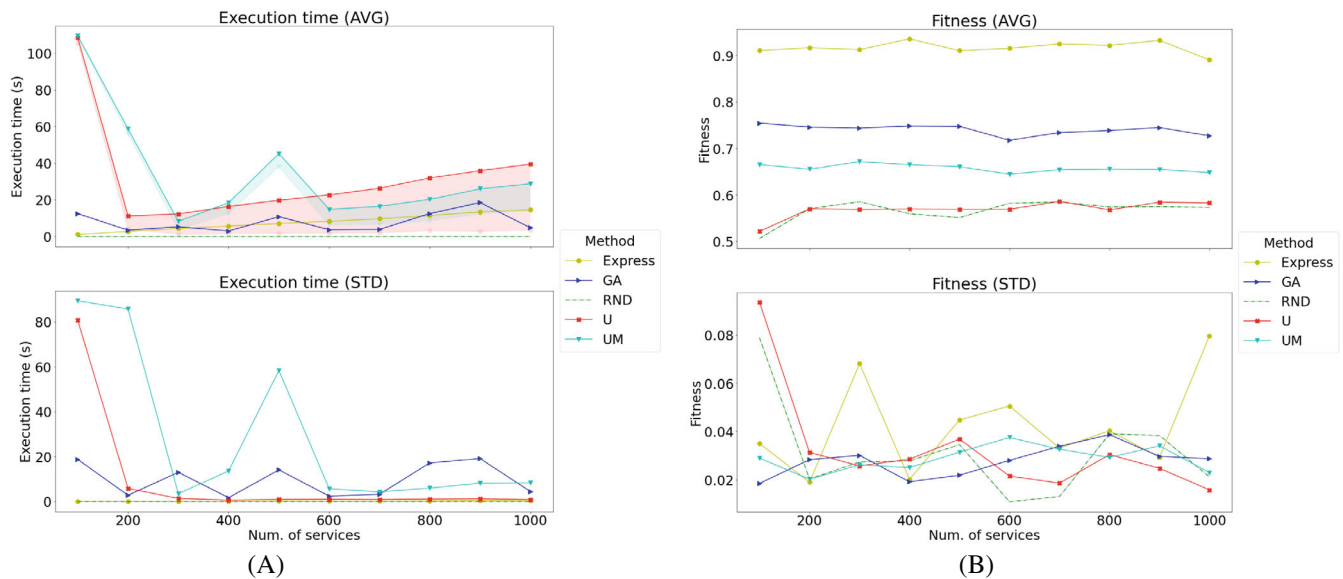 Execution time (AVG)
Execution time (s)
100
80
60
40
20
0
Execution time (STD)
Execution time (s)
80
60
40
20
0
200
400
600
800
1000
Num. of services
Method
Express
GA
RND
U
UM
(A)
Fitness (AVG)
Fitness
0.9
0.8
0.7
0.6
0.5
Fitness (STD)
Fitness
0.08
0.06
0.04
0.02
200
400
600
800
1000
Num. of services
Method
Express
GA
RND
U
UM
(B)